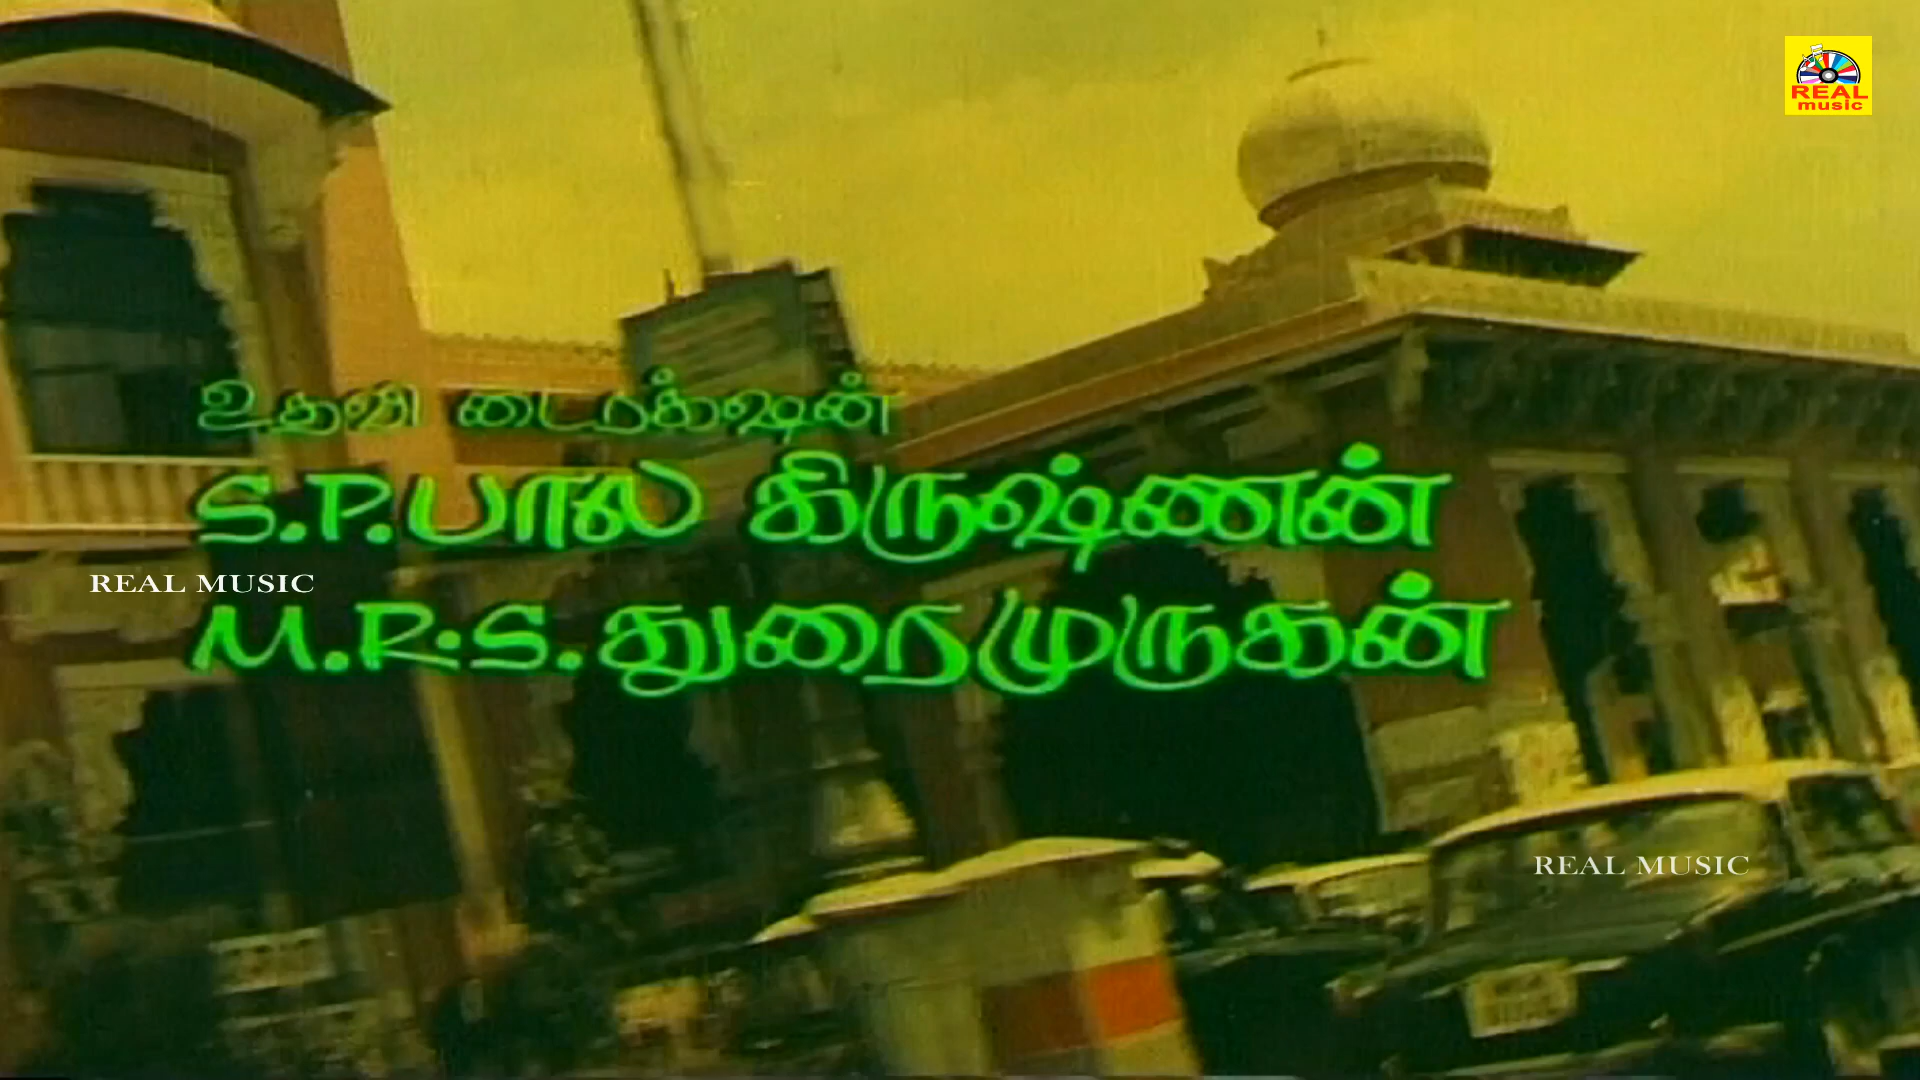 REAL
music
உதவி டைரக்‌ஷன்
S.P.பால கிருஷ்ணன்
REAL MUSIC
M.R.S.துரைமுருகன்
REAL MUSIC